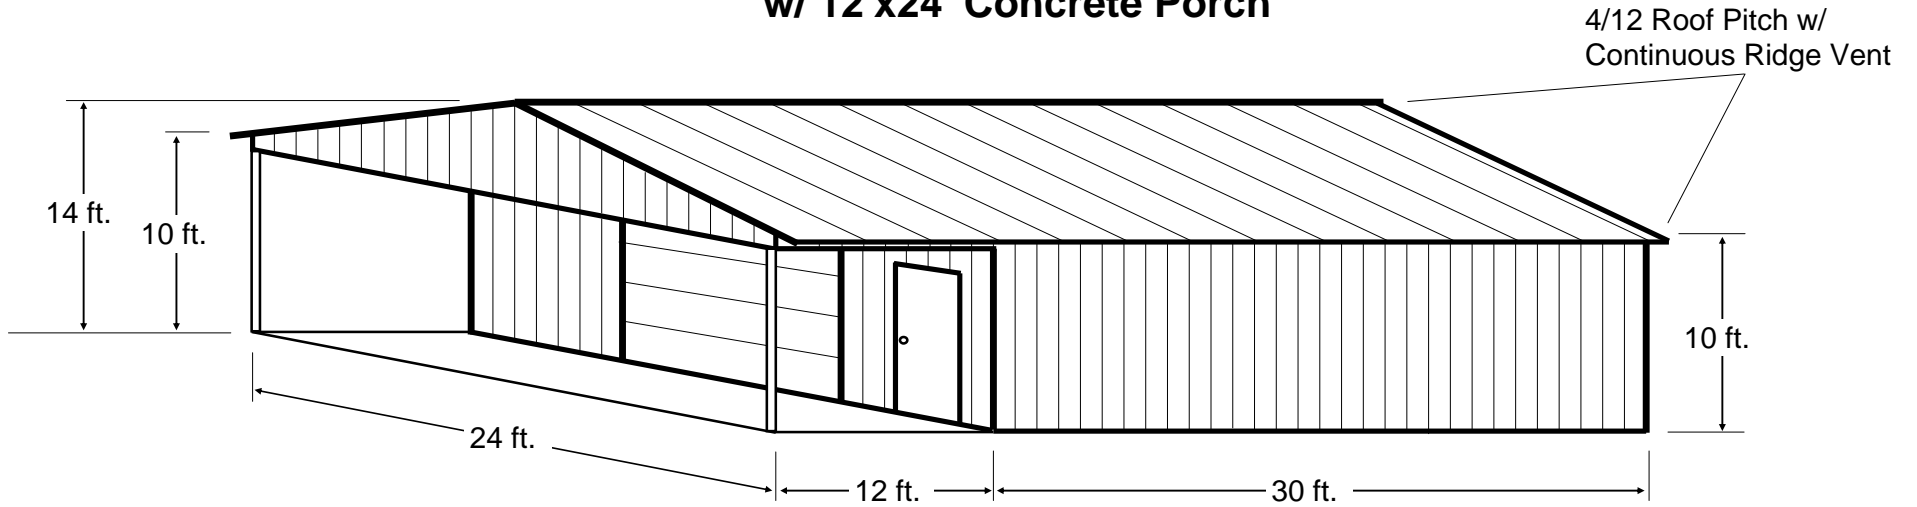 w/ 12'x24' Concrete Porch
4/12 Roof Pitch w/
Continuous Ridge Vent
14 ft.
10 ft.
10 ft.
24 ft.
12 ft.
30 ft.